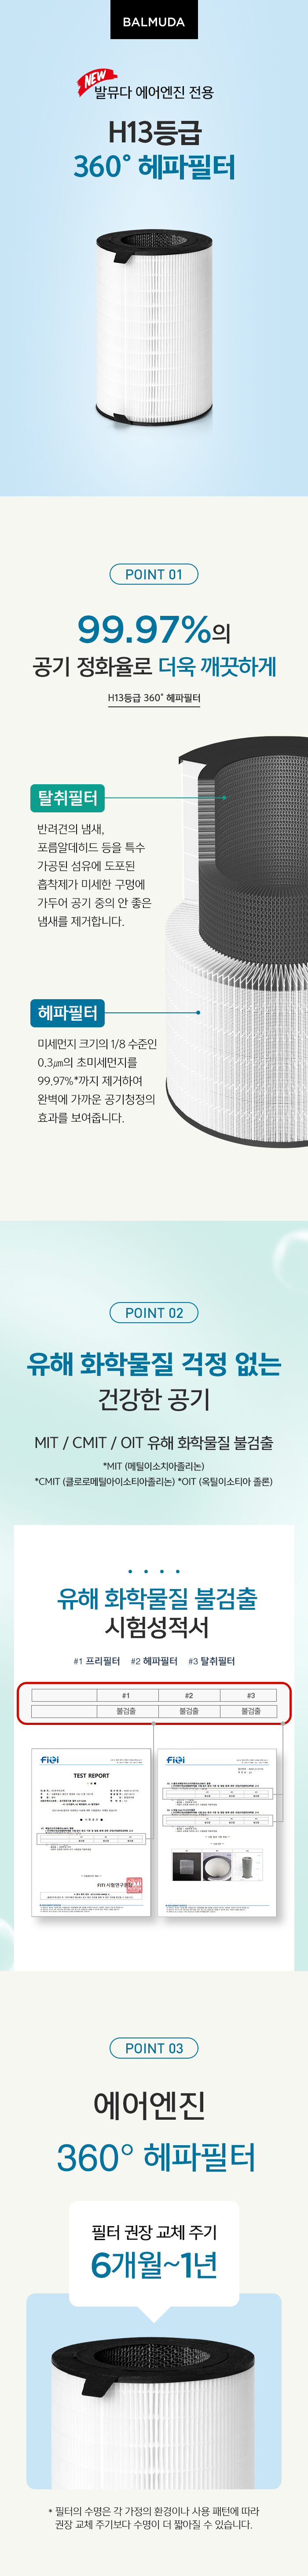 BALMUDA
NEW
발뮤다 에어엔진 전용
H13등급
360° 헤파필터
POINT 01
99.97%의
공기 정화율로 더욱 깨끗하게
H13등급 360° 헤파필터
탈취필터
반려견의 냄새,
포름알데히드 등을 특수
가공된 섬유에 도포된
흡착제가 미세한 구멍에
가두어 공기 중의 안 좋은
냄새를 제거합니다.
헤파필터
미세먼지 크기의 1/8 수준인
0.3㎛의 초미세먼지를
99.97%*까지 제거하여
완벽에 가까운 공기청정의
효과를 보여줍니다.
POINT 02
유해 화학물질 걱정 없는
건강한 공기
MIT / CMIT / OIT 유해 화학물질 불검출
*MIT (메틸이소치아졸리논)
*CMIT (클로로메틸아이소티아졸리논) *OIT (옥틸이소티아 졸론)
유해 화학물질 불검출
시험성적서
#1 프리필터 #2 헤파필터 #3 탈취필터
#1 #2 #3
불검출 불검출 불검출
FITI
TEST REPORT
FITI 시험연구원장
FITI
POINT 03
에어엔진
360° 헤파필터
필터 권장 교체 주기
6개월~1년
* 필터의 수명은 각 가정의 환경이나 사용 패턴에 따라
권장 교체 주기보다 수명이 더 짧아질 수 있습니다.